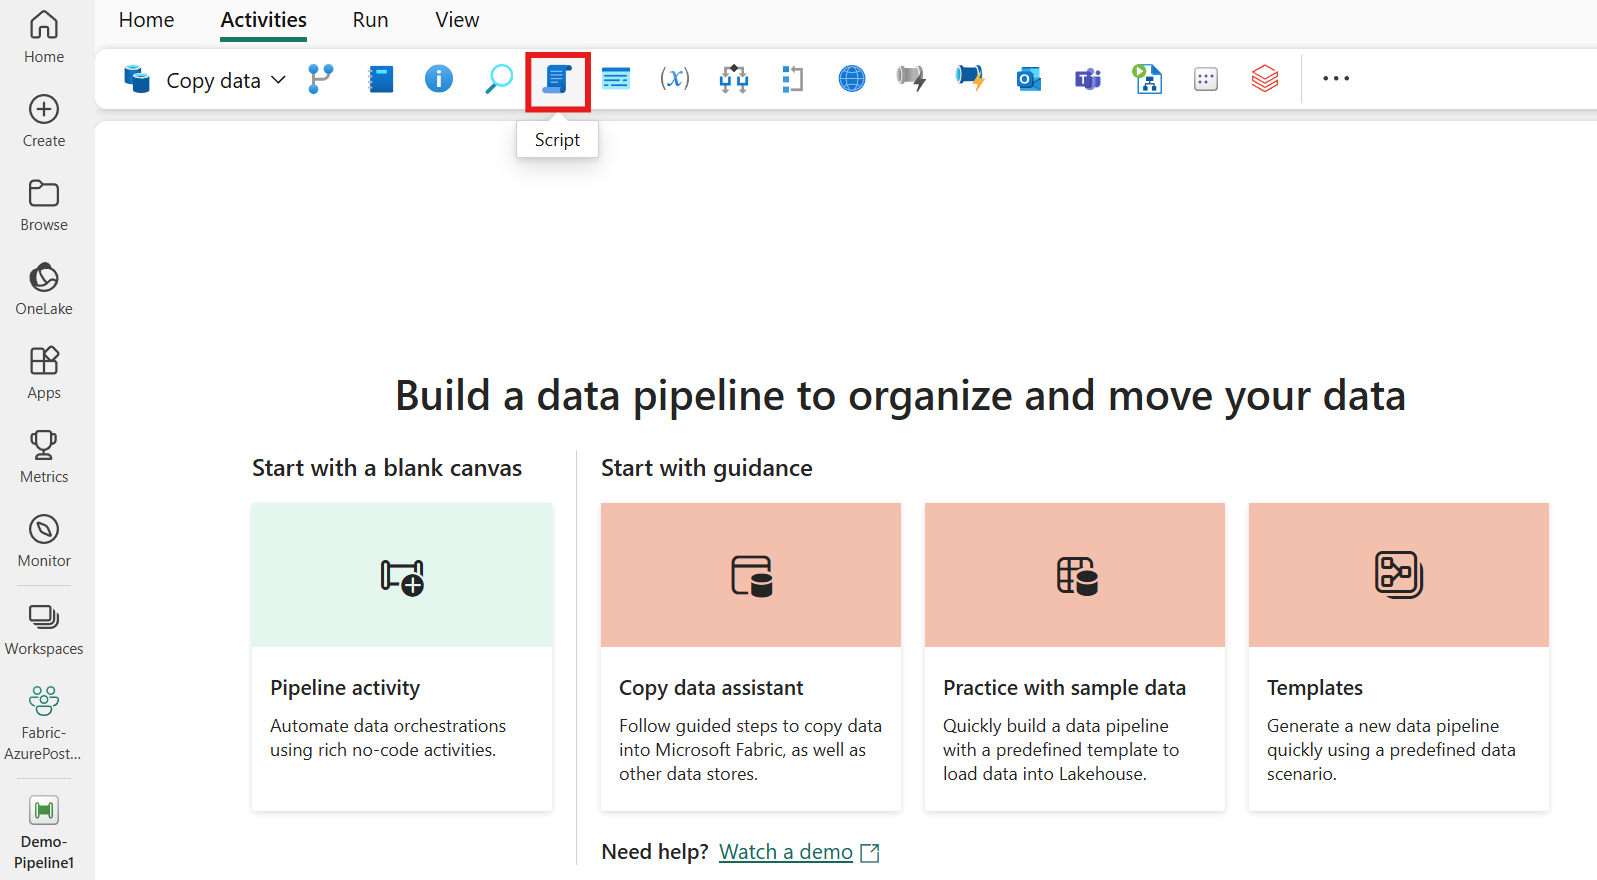 Home
Activities
Run
View
Copy data
(x)
Script
Home
Create
Browse
OneLake
Apps
Metrics
Monitor
Workspaces
Fabric-
AzurePost...
Demo-
Pipeline1
Build a data pipeline to organize and move your data
Start with a blank canvas
Pipeline activity
Automate data orchestrations
using rich no-code activities.
Start with guidance
Copy data assistant
Follow guided steps to copy data
into Microsoft Fabric, as well as
other data stores.
Practice with sample data
Quickly build a data pipeline
with a predefined template to
load data into Lakehouse.
Templates
Generate a new data pipeline
quickly using a predefined data
scenario.
Need help? Watch a demo